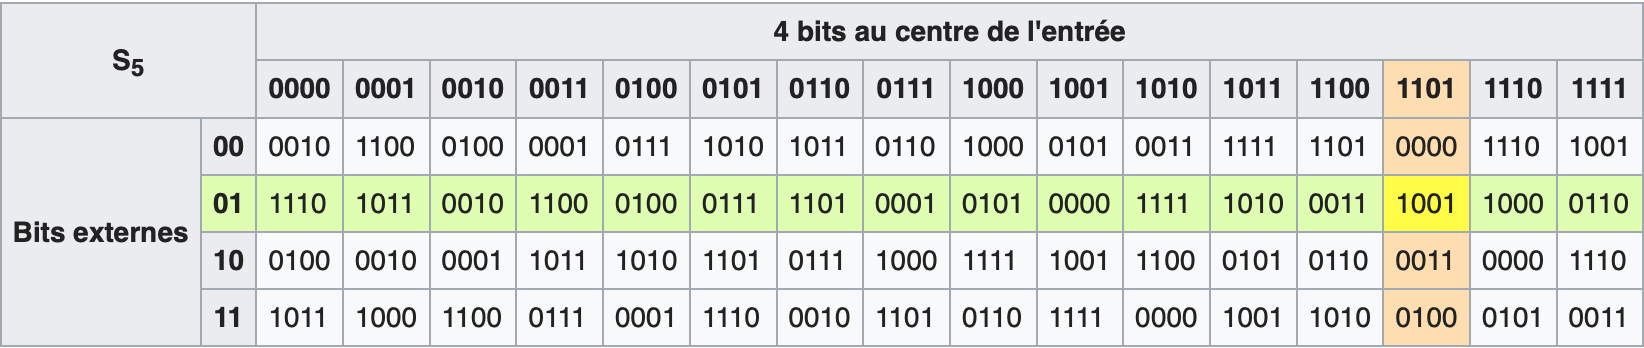 S5
4 bits au centre de l'entrée
0000 0001 0010 0011 0100 0101 0110 0111 1000 1001 1010 1011 1100 1101 1110 1111
Bits externes
00 0010 1100 0100 0001 0111 1010 1011 0110 1000 0101 0011 1111 1101 0000 1110 1001
01 1110 1011 0010 1100 0100 0111 1101 0001 0101 0000 1111 1010 0011 1001 1000 0110
10 0100 0010 0001 1011 1010 1101 0111 1000 1111 1001 1100 0101 0110 0011 0000 1110
11 1011 1000 1100 0111 0001 1110 0010 1101 0110 1111 0000 1001 1010 0100 0101 0011